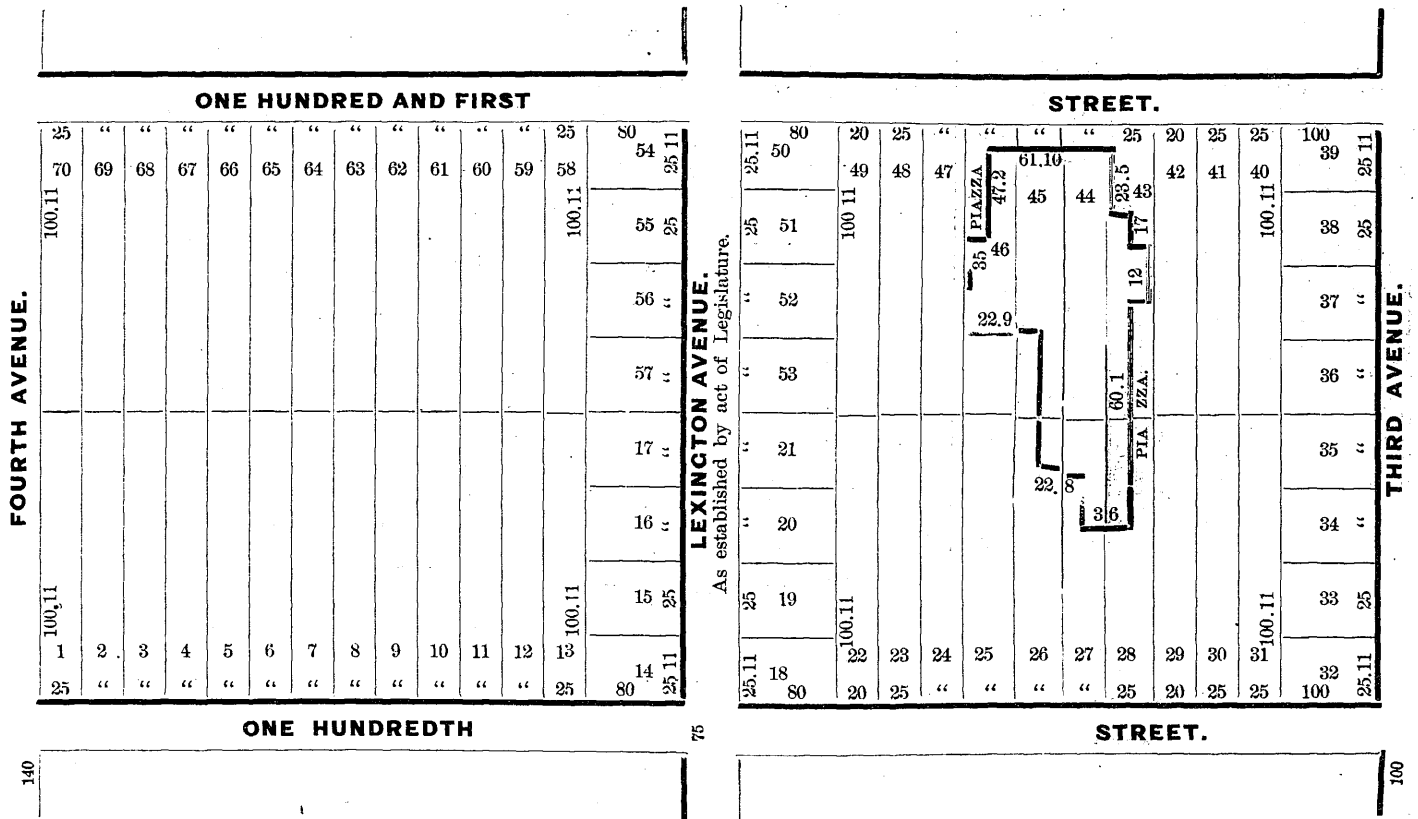 ONE HUNDRED AND FIRST STREET.
25 “ “ “ “ “ “ “ “ “ “ “ 25 80
54 25 11
70 69 68 67 66 65 64 63 62 61 60 59 58
100.11 100.11
55 25
56 “
57 “
17 “
16 “
15 25
100.11 100.11
1 2 3 4 5 6 7 8 9 10 11 12 13
14 25 11
25 “ “ “ “ “ “ “ “ “ “ “ 25 80
FOURTH AVENUE.
LEXINGTON AVENUE.
As established by act of Legislature.
25.11 80 20 25 “ “ “ “ 25 20 25 25 100
50 39 25 11
49 48 47 61.10 42 41 40
PIAZZA 47.2 45 44 23.5 43
100 11 100.11
25 51 17 38 25
46
35 12
“ 52 37 “
22.9
“ 53 60.1 36 “
PIAZZA.
“ 21 35 “
22.8
“ 20 36 34 “
25 19 33 25
100.11 100.11
22 23 24 25 26 27 28 29 30 31
25.11 18 32 25.11
80 20 25 “ “ “ 25 20 25 25 100
THIRD AVENUE.
ONE HUNDREDTH STREET.
140 75 100